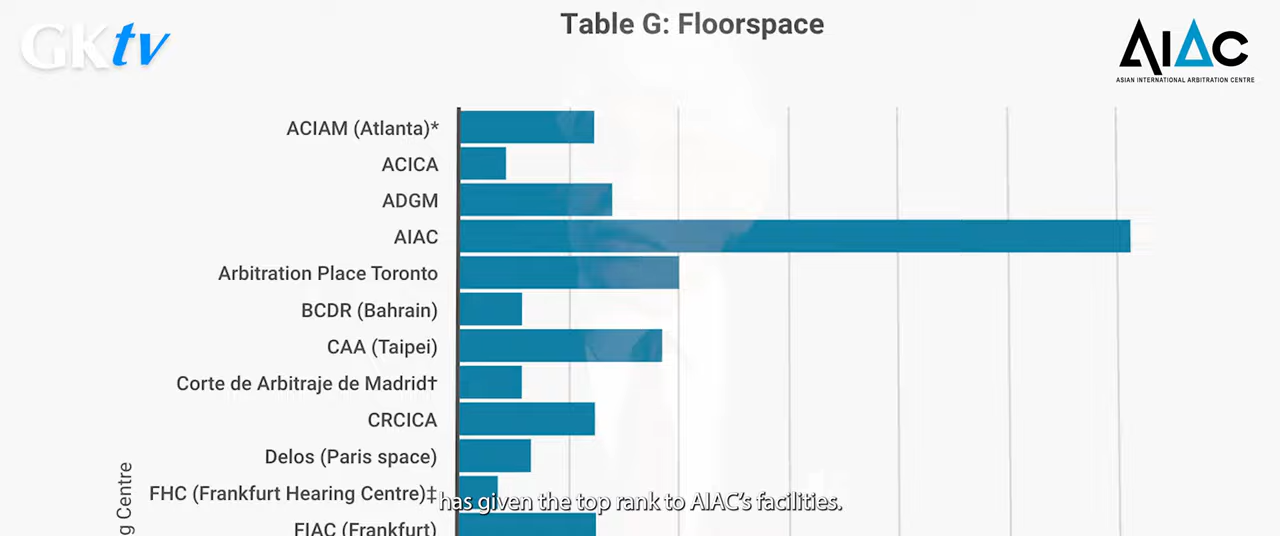 GKtv
Table G: Floorspace
AIAC
ASIAN INTERNATIONAL ARBITRATION CENTRE
ACIAM (Atlanta)*
ACICA
ADGM
AIAC
Arbitration Place Toronto
BCDR (Bahrain)
CAA (Taipei)
Corte de Arbitraje de Madrid†
CRCICA
Delos (Paris space)
FHC (Frankfurt Hearing Centre)‡
FIAC (Frankfurt)
g Centre
has given the top rank to AIAC's facilities.